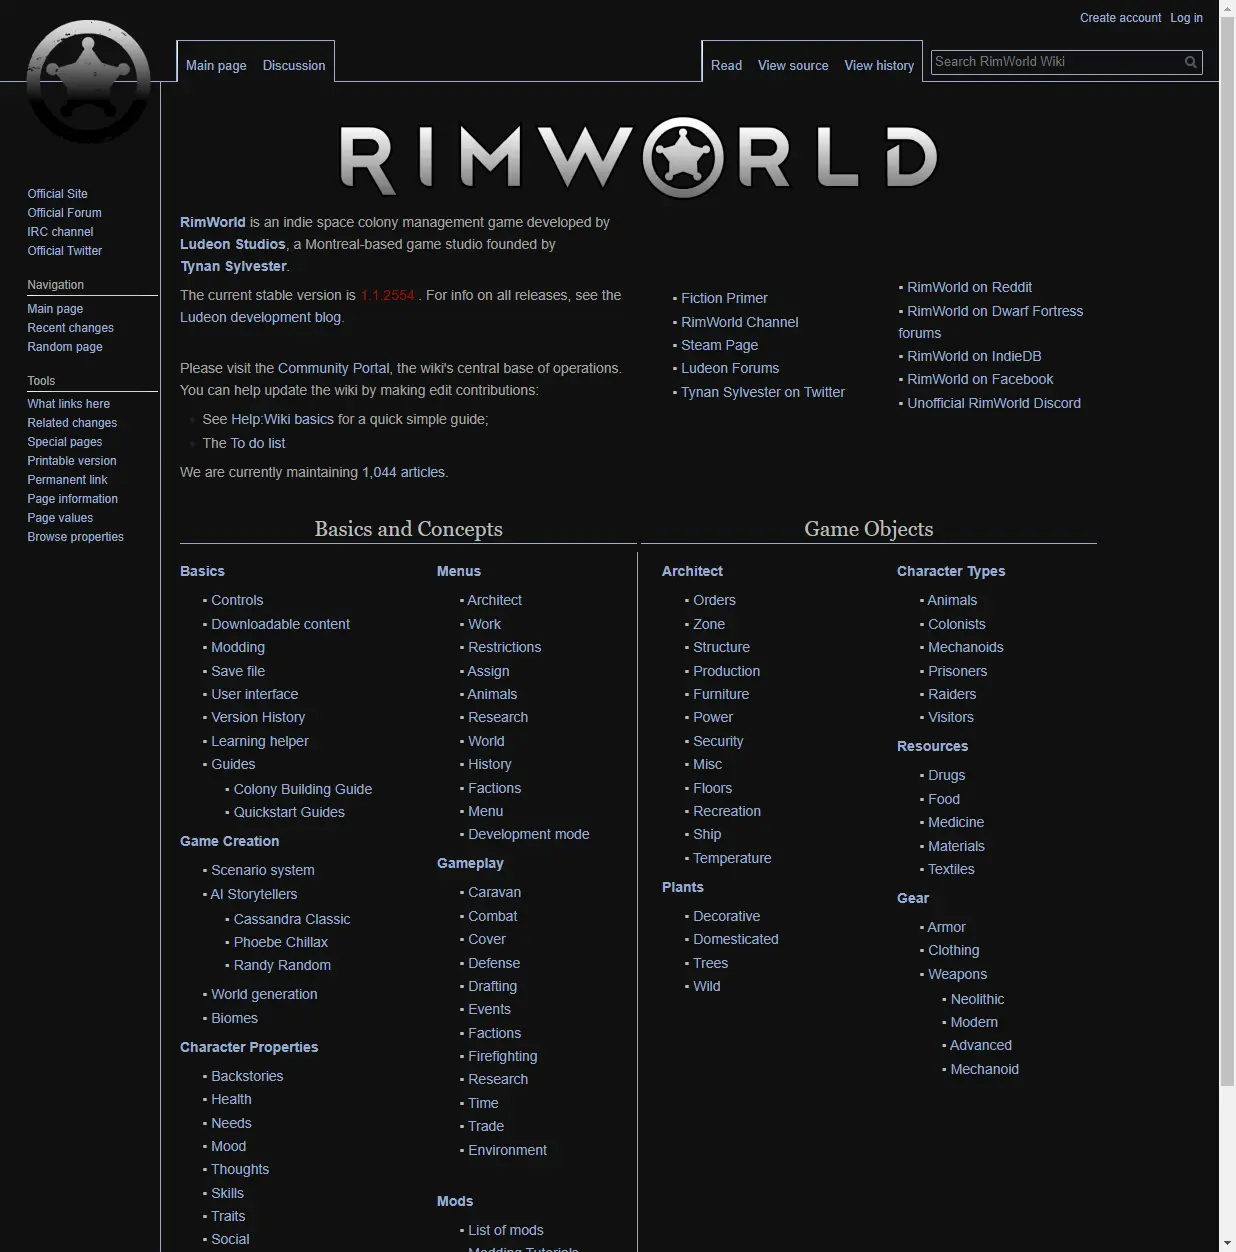 Create account Log in
Main page Discussion
Read View source View history
Search RimWorld Wiki
RIMWORLD
Official Site
Official Forum
IRC channel
Official Twitter
Navigation
Main page
Recent changes
Random page
Tools
What links here
Related changes
Special pages
Printable version
Permanent link
Page information
Page values
Browse properties
RimWorld is an indie space colony management game developed by
Ludeon Studios, a Montreal-based game studio founded by
Tynan Sylvester.
The current stable version is 1.1.2554 . For info on all releases, see the
Ludeon development blog.
Please visit the Community Portal, the wiki's central base of operations.
You can help update the wiki by making edit contributions:
See Help:Wiki basics for a quick simple guide;
The To do list
We are currently maintaining 1,044 articles.
Fiction Primer
RimWorld Channel
Steam Page
Ludeon Forums
Tynan Sylvester on Twitter
RimWorld on Reddit
RimWorld on Dwarf Fortress
forums
RimWorld on IndieDB
RimWorld on Facebook
Unofficial RimWorld Discord
Basics and Concepts
Basics
Controls
Downloadable content
Modding
Save file
User interface
Version History
Learning helper
Guides
Colony Building Guide
Quickstart Guides
Game Creation
Scenario system
AI Storytellers
Cassandra Classic
Phoebe Chillax
Randy Random
World generation
Biomes
Character Properties
Backstories
Health
Needs
Mood
Thoughts
Skills
Traits
Social
Menus
Architect
Work
Restrictions
Assign
Animals
Research
World
History
Factions
Menu
Development mode
Gameplay
Caravan
Combat
Cover
Defense
Drafting
Events
Factions
Firefighting
Research
Time
Trade
Environment
Mods
List of mods
Modding Tutorials
Game Objects
Architect
Orders
Zone
Structure
Production
Furniture
Power
Security
Misc
Floors
Recreation
Ship
Temperature
Plants
Decorative
Domesticated
Trees
Wild
Character Types
Animals
Colonists
Mechanoids
Prisoners
Raiders
Visitors
Resources
Drugs
Food
Medicine
Materials
Textiles
Gear
Armor
Clothing
Weapons
Neolithic
Modern
Advanced
Mechanoid